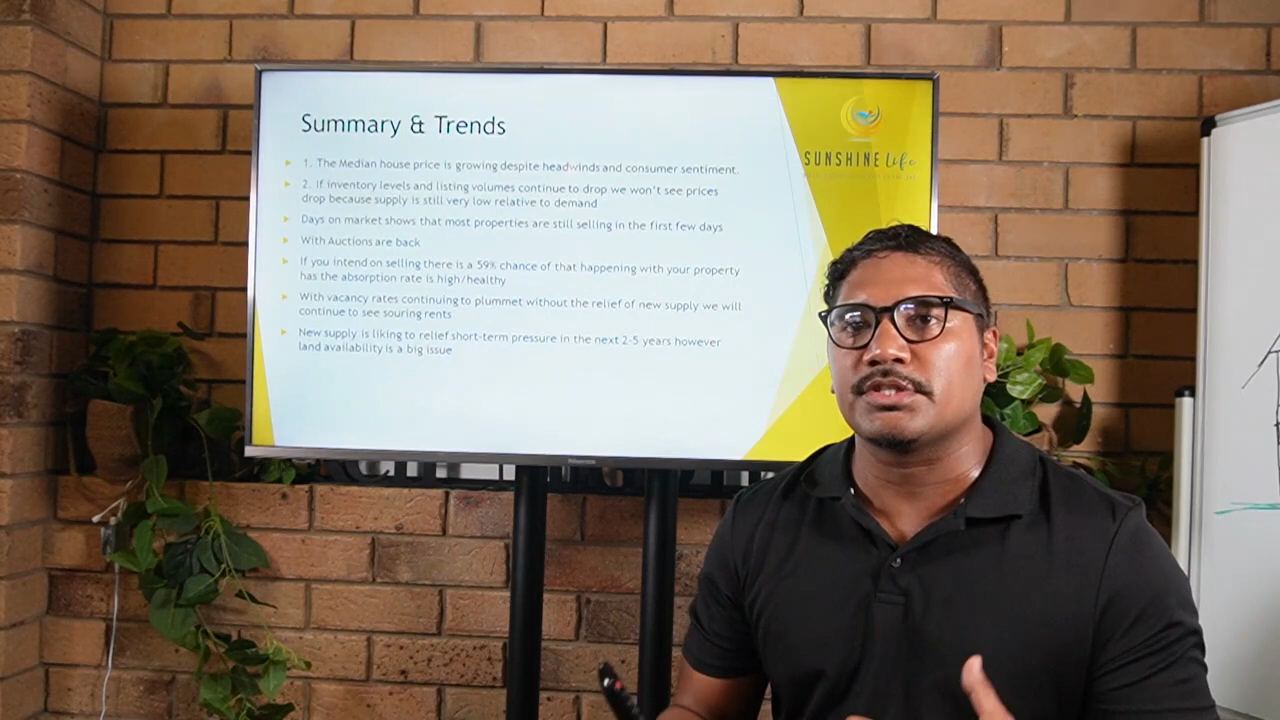 Summary & Trends
SUNSHINE Life
1. The Median house price is growing despite headwinds and consumer sentiment.
2. If inventory levels and listing volumes continue to drop we won't see prices
drop because supply is still very low relative to demand
Days on market shows that most properties are still selling in the first few days
With Auctions are back
If you intend on selling there is a 59% chance of that happening with your property
has the absorption rate is high/healthy
With vacancy rates continuing to plummet without the relief of new supply we will
continue to see souring rents
New supply is liking to relief short-term pressure in the next 2-5 years however
land availability is a big issue
Hisense